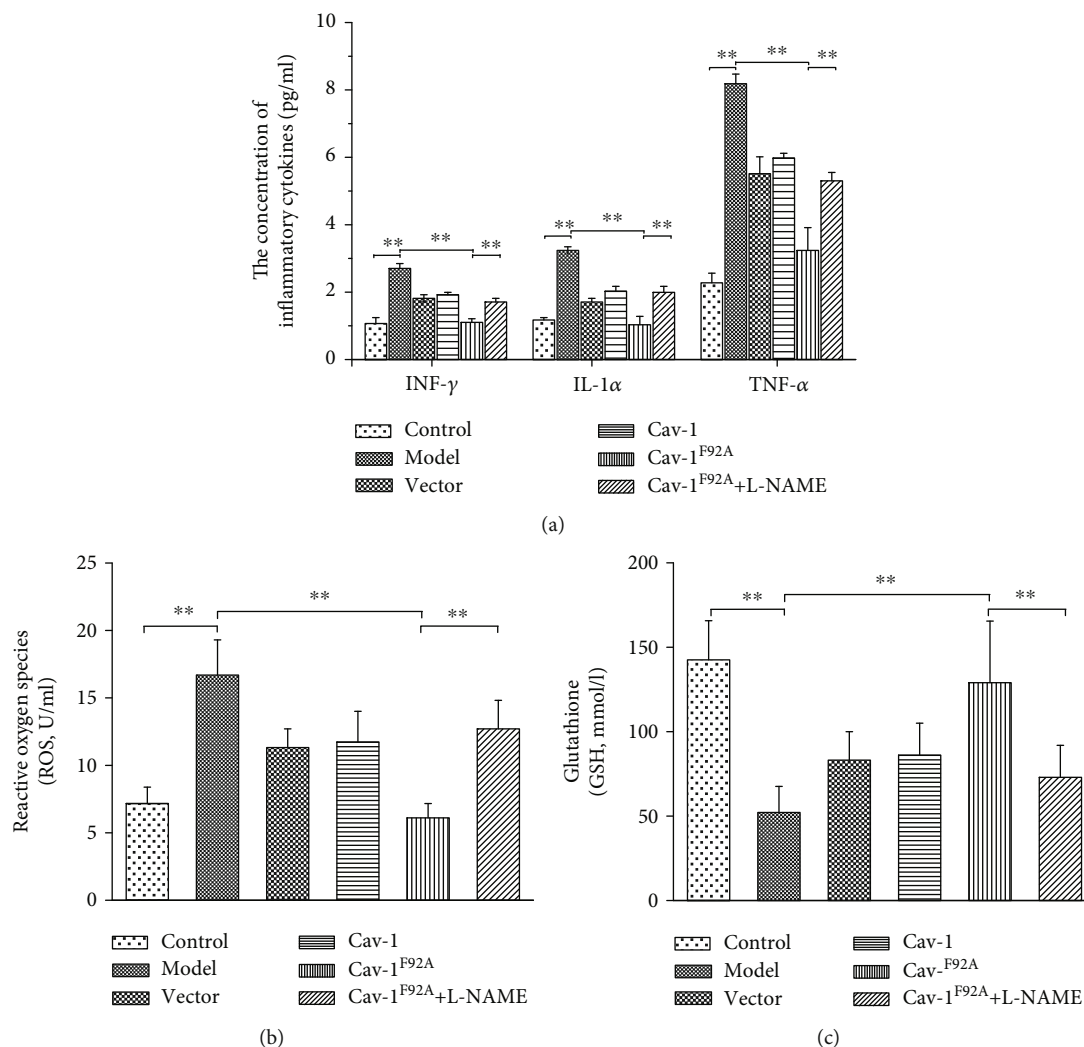 The concentration of
inflammatory cytokines (pg/ml)
10
8
6
4
2
0
**
**
**
**
**
**
**
**
**
INF-γ
IL-1α
TNF-α
Control
Model
Vector
Cav-1
Cav-1F92A
Cav-1F92A+L-NAME
(a)
Reactive oxygen species
(ROS, U/ml)
25
20
15
10
5
0
**
**
**
Control
Model
Vector
Cav-1
Cav-1F92A
Cav-1F92A+L-NAME
(b)
Glutathione
(GSH, mmol/l)
200
150
100
50
0
**
**
**
Control
Model
Vector
Cav-1
Cav-F92A
Cav-1F92A+L-NAME
(c)